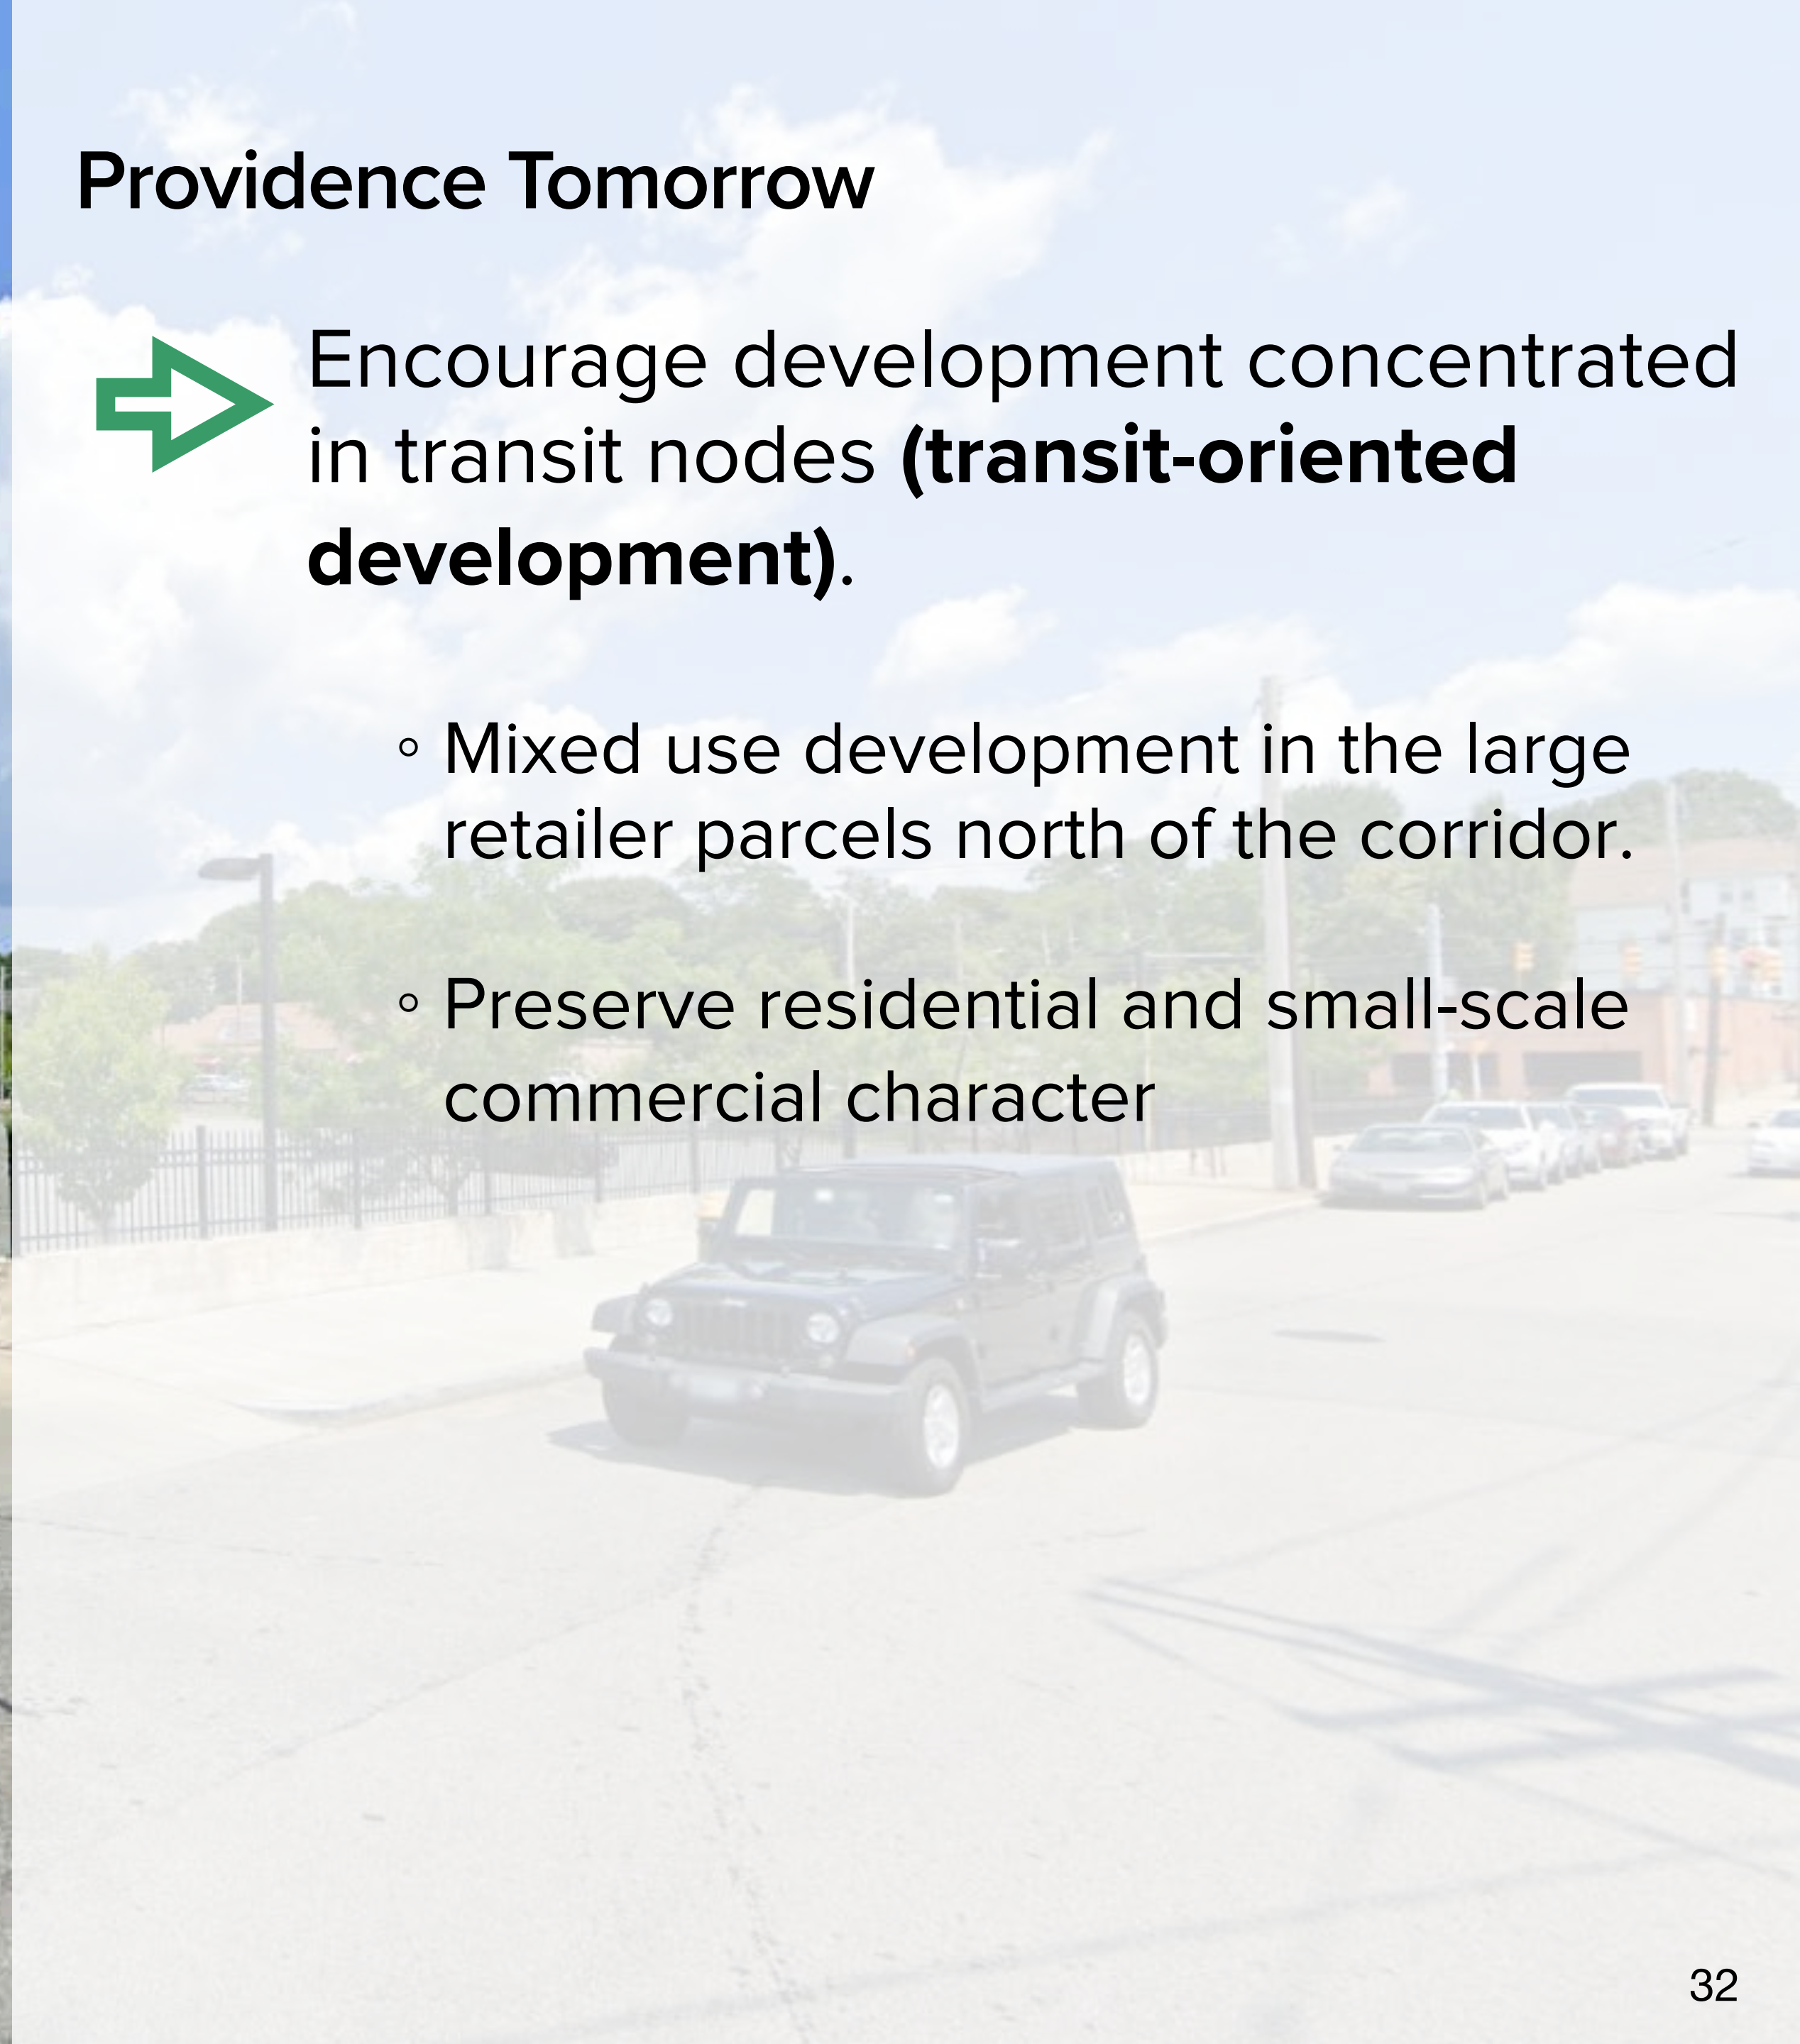 Providence Tomorrow
Encourage development concentrated
in transit nodes (transit-oriented
development).
◦ Mixed use development in the large
retailer parcels north of the corridor.
◦ Preserve residential and small-scale
commercial character
32